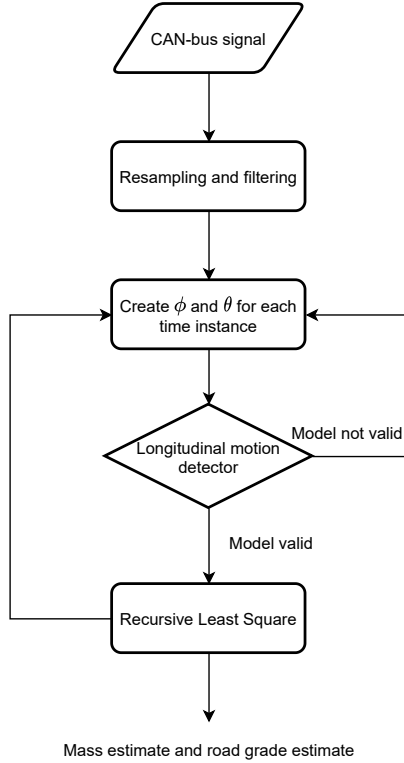 CAN-bus signal
Resampling and filtering
Create ϕ and θ for each
time instance
Longitudinal motion
detector
Model not valid
Model valid
Recursive Least Square
Mass estimate and road grade estimate